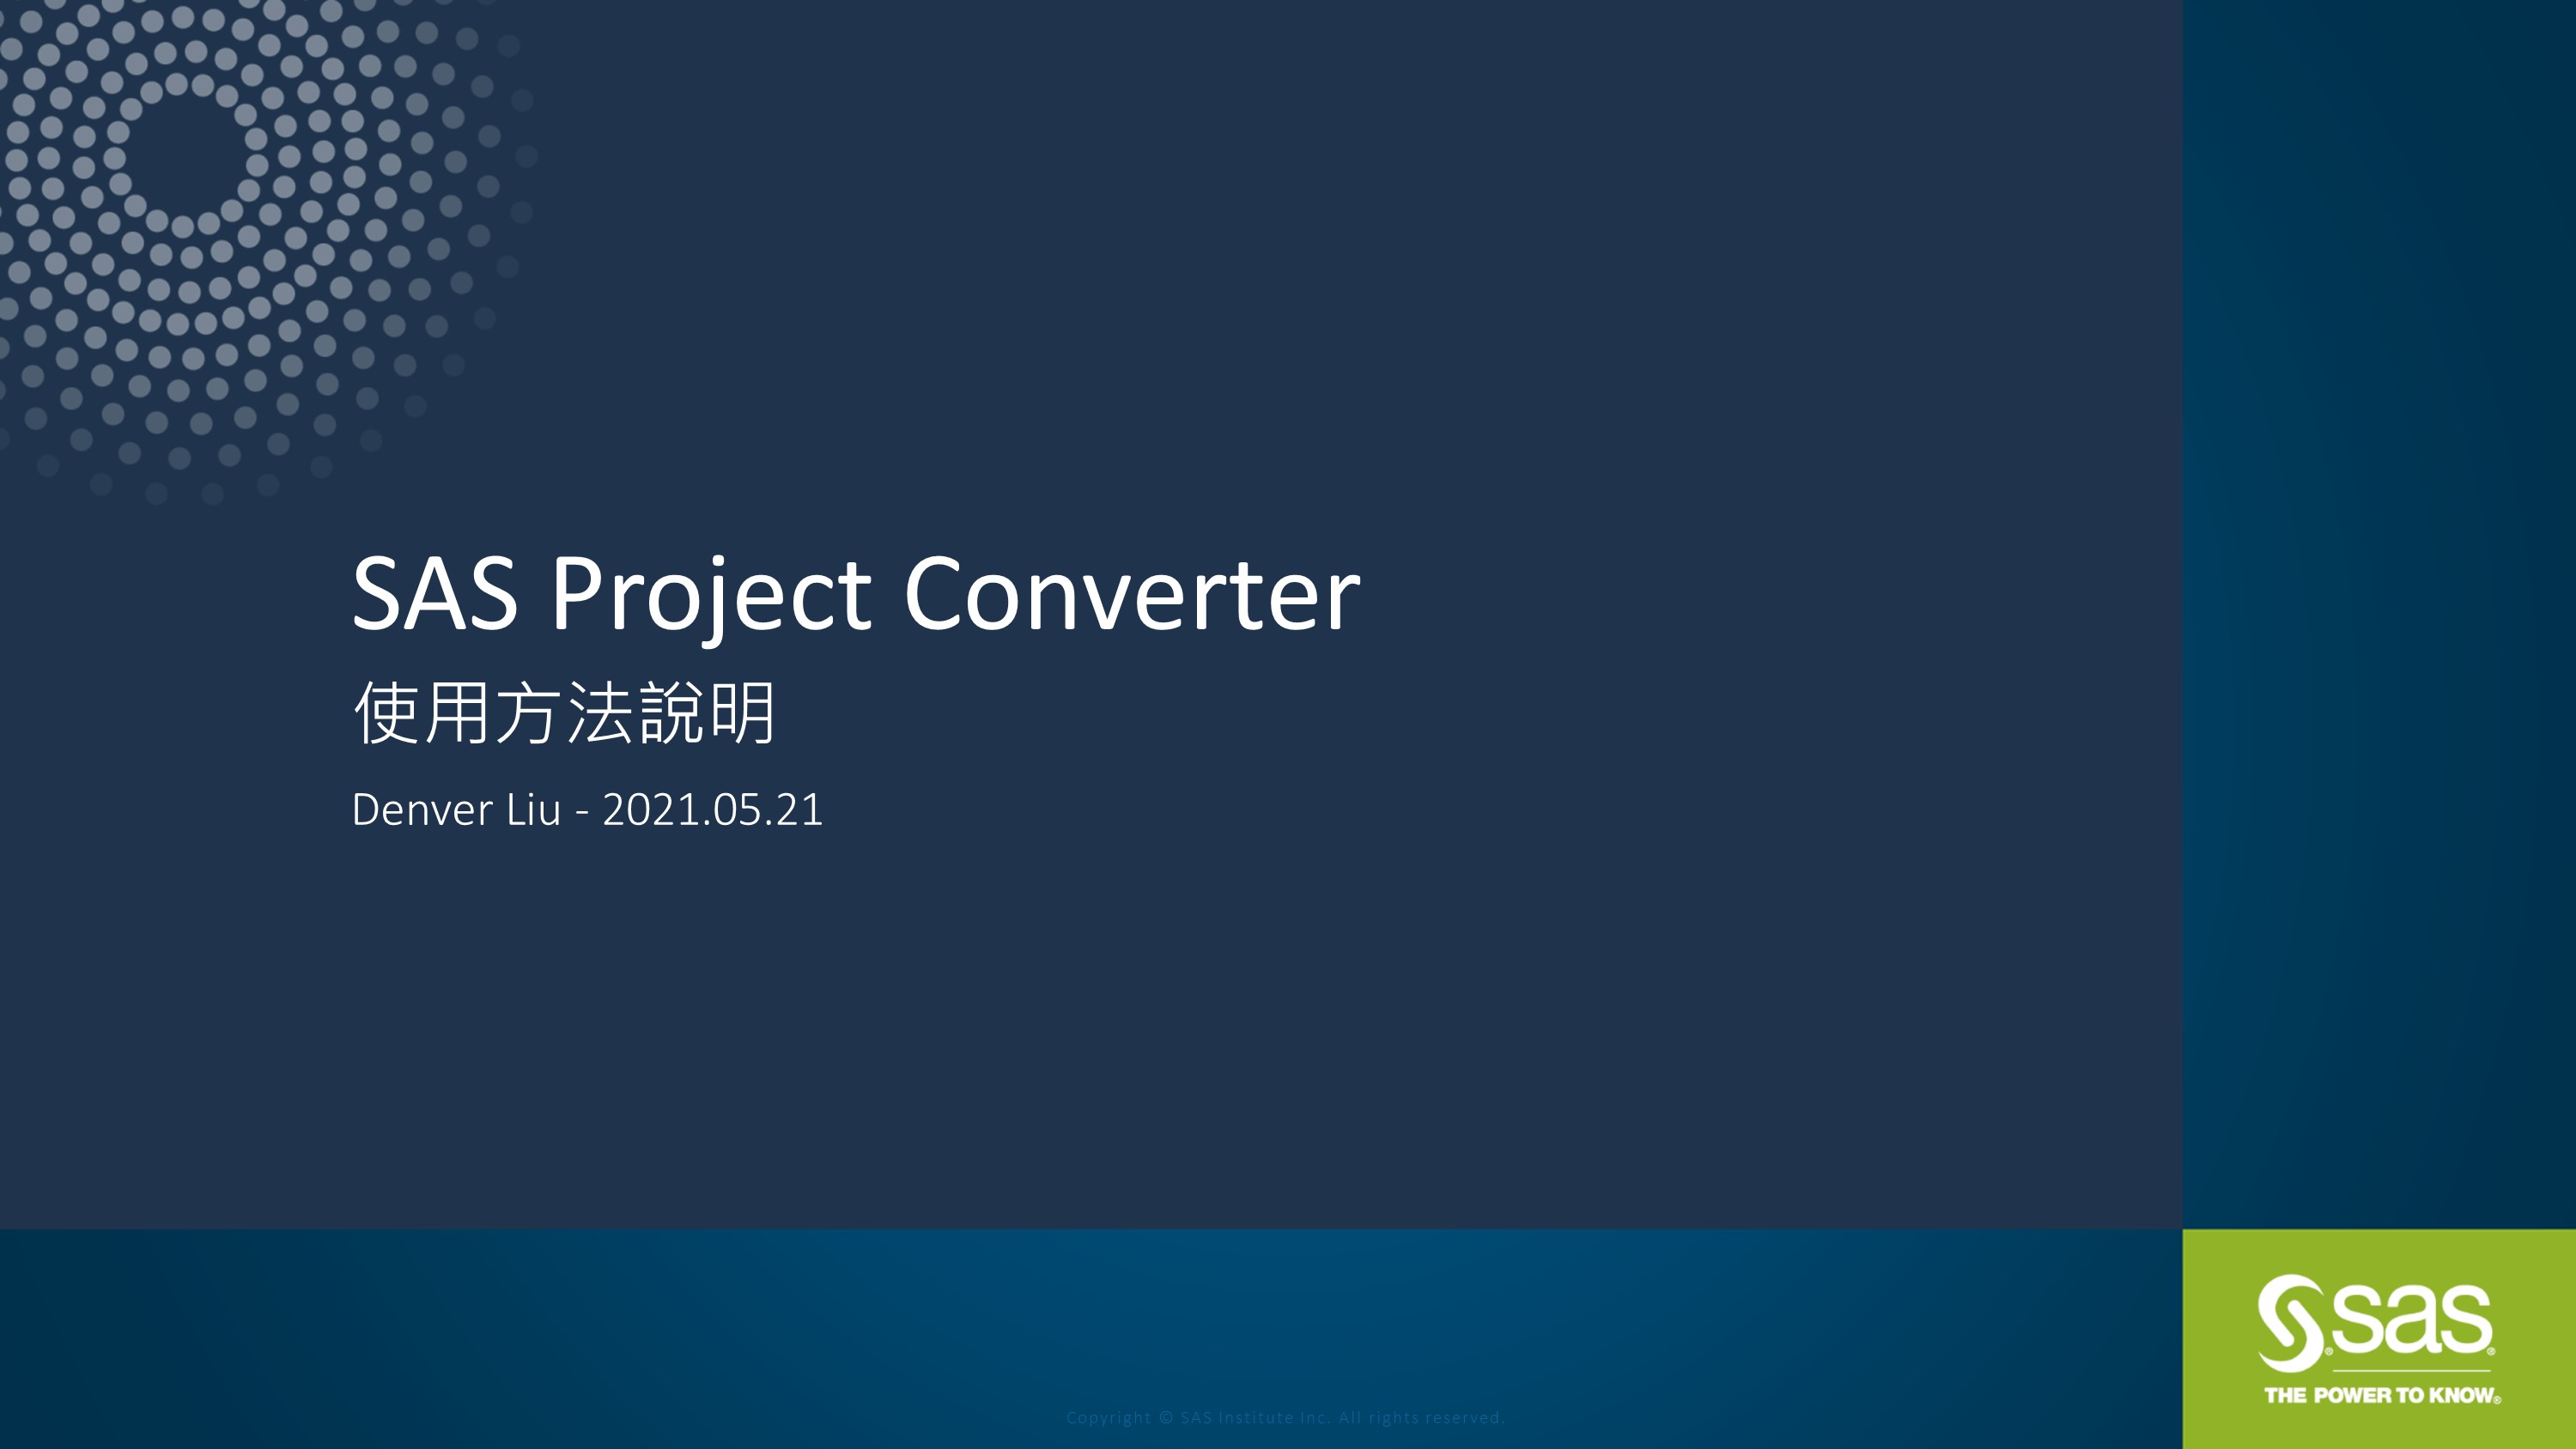 SAS Project Converter
使用方法說明
Denver Liu - 2021.05.21
sas
THE POWER TO KNOW®
Copyright © SAS Institute Inc. All rights reserved.